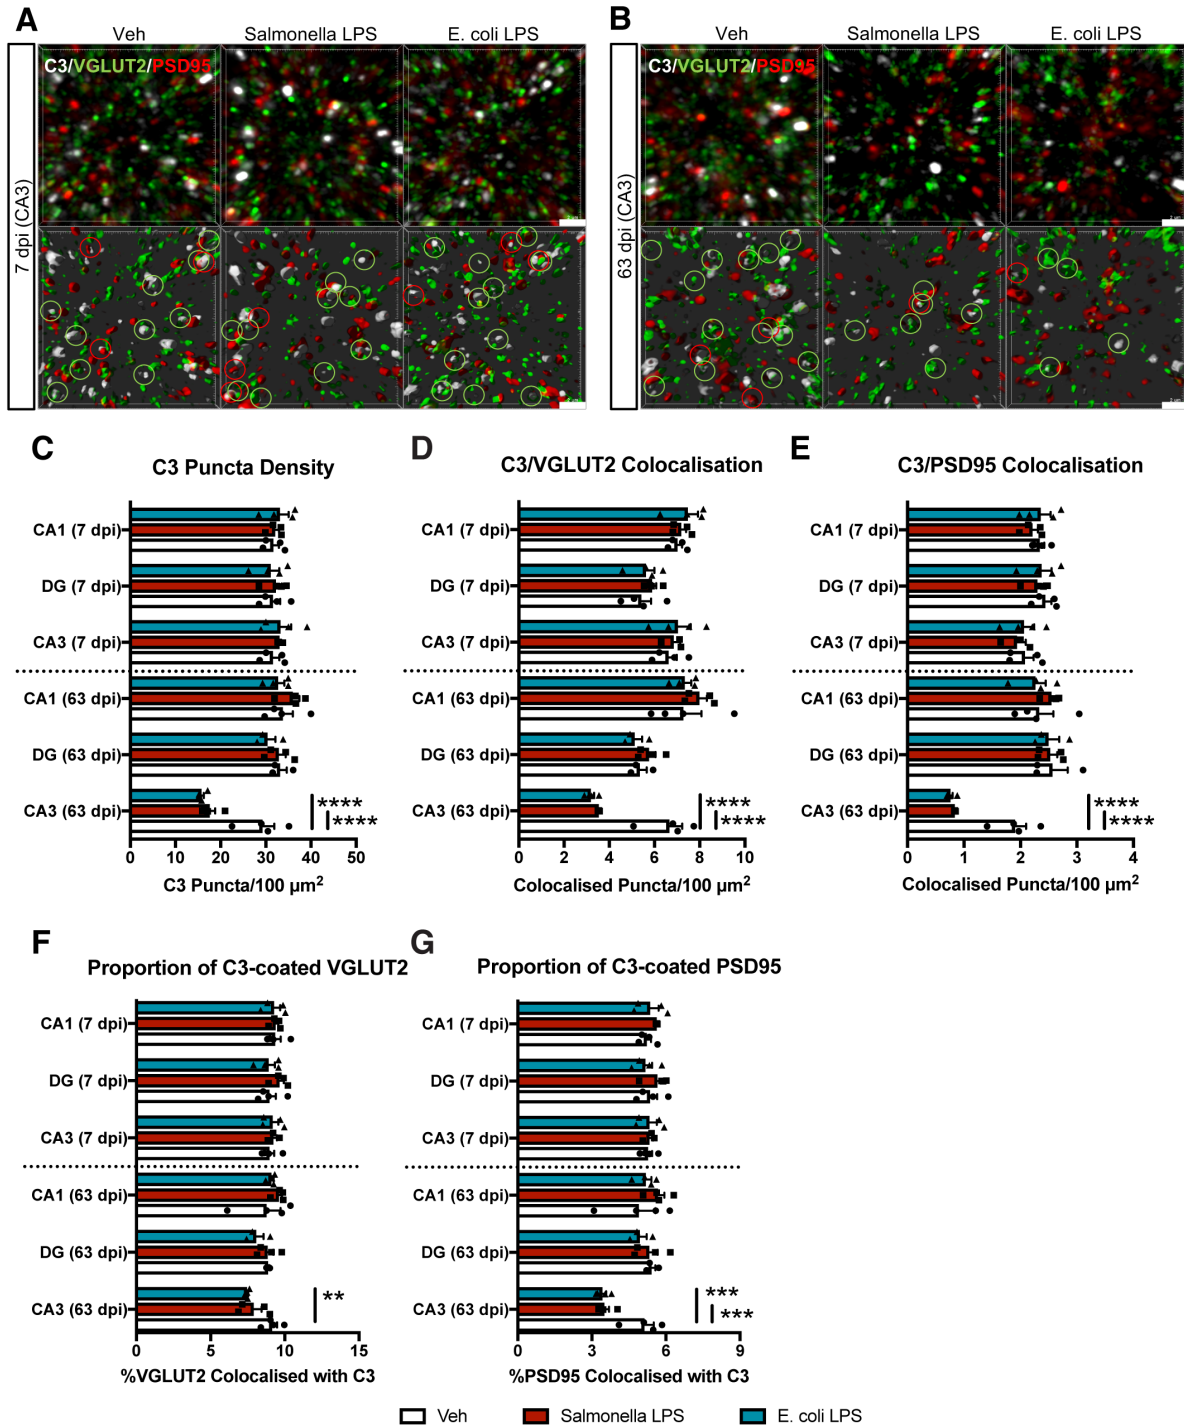 A
B
Veh Salmonella LPS E. coli LPS
Veh Salmonella LPS E. coli LPS
C3/VGLUT2/PSD95
C3/VGLUT2/PSD95
7 dpi (CA3)
63 dpi (CA3)
C
C3 Puncta Density
CA1 (7 dpi)
DG (7 dpi)
CA3 (7 dpi)
CA1 (63 dpi)
DG (63 dpi)
CA3 (63 dpi)
****
****
0 10 20 30 40 50
C3 Puncta/100 µm²
D
C3/VGLUT2 Colocalisation
CA1 (7 dpi)
DG (7 dpi)
CA3 (7 dpi)
CA1 (63 dpi)
DG (63 dpi)
CA3 (63 dpi)
****
****
0 2 4 6 8 10
Colocalised Puncta/100 µm²
E
C3/PSD95 Colocalisation
CA1 (7 dpi)
DG (7 dpi)
CA3 (7 dpi)
CA1 (63 dpi)
DG (63 dpi)
CA3 (63 dpi)
****
****
0 1 2 3 4
Colocalised Puncta/100 µm²
F
Proportion of C3-coated VGLUT2
CA1 (7 dpi)
DG (7 dpi)
CA3 (7 dpi)
CA1 (63 dpi)
DG (63 dpi)
CA3 (63 dpi)
**
0 5 10 15
%VGLUT2 Colocalised with C3
G
Proportion of C3-coated PSD95
CA1 (7 dpi)
DG (7 dpi)
CA3 (7 dpi)
CA1 (63 dpi)
DG (63 dpi)
CA3 (63 dpi)
***
***
0 3 6 9
%PSD95 Colocalised with C3
Veh Salmonella LPS E. coli LPS